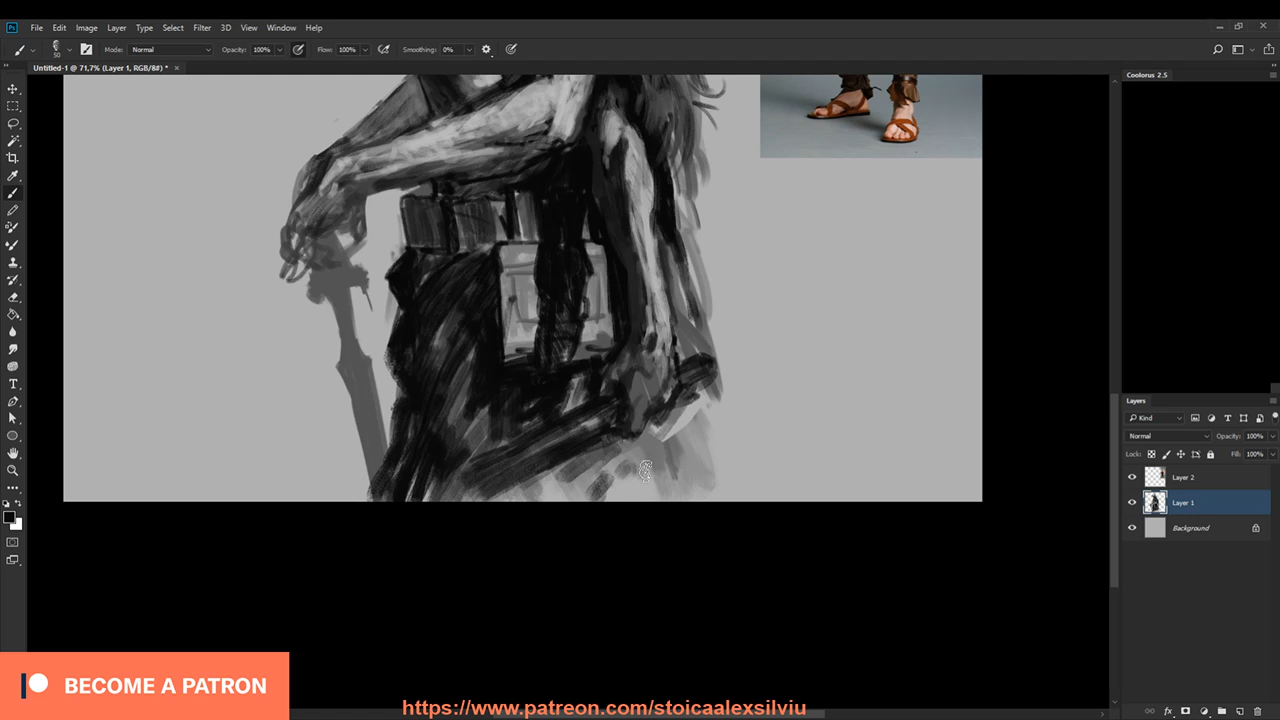 Ps File Edit Image Layer Type Select Filter 3D View Window Help
50 Mode: Normal Opacity: 100% Flow: 100% Smoothing: 0%
Untitled-1 @ 71,7% (Layer 1, RGB/8#) * ×
Coolorus 2.5
Layers
Kind
Normal Opacity: 100%
Lock: Fill: 100%
Layer 2
Layer 1
Background
BECOME A PATRON
https://www.patreon.com/stoicaalexsilviu